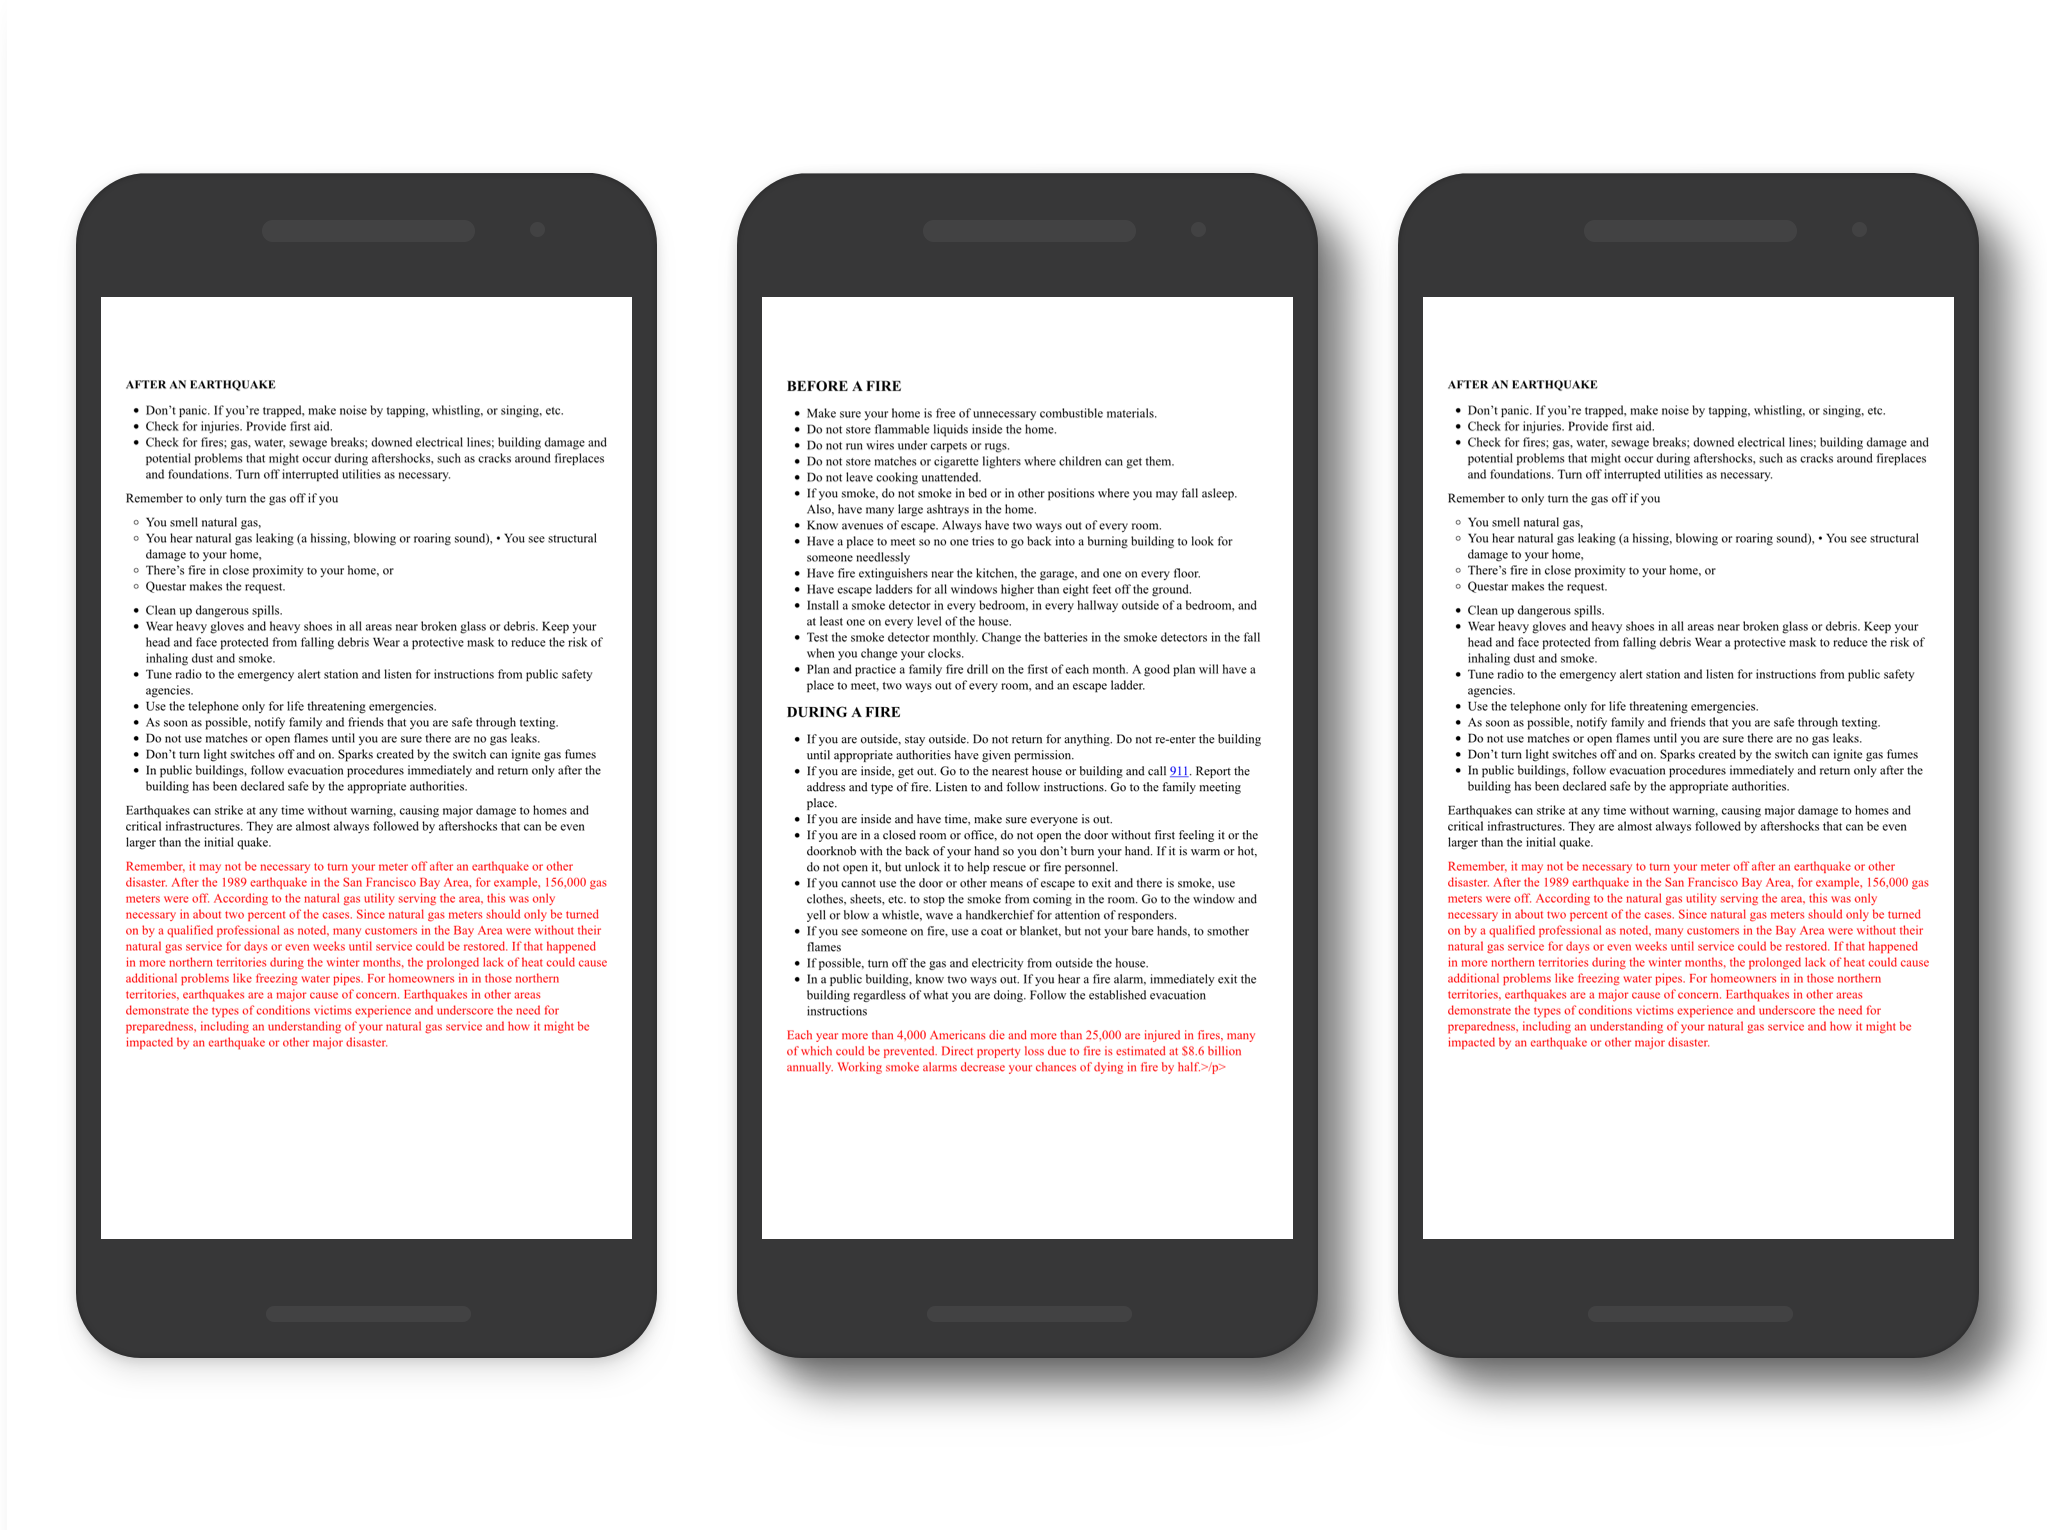 AFTER AN EARTHQUAKE
• Don’t panic. If you’re trapped, make noise by tapping, whistling, or singing, etc.
• Check for injuries. Provide first aid.
• Check for fires; gas, water, sewage breaks; downed electrical lines; building damage and
potential problems that might occur during aftershocks, such as cracks around fireplaces
and foundations. Turn off interrupted utilities as necessary.
Remember to only turn the gas off if you
◦ You smell natural gas,
◦ You hear natural gas leaking (a hissing, blowing or roaring sound), • You see structural
damage to your home,
◦ There’s fire in close proximity to your home, or
◦ Questar makes the request.
• Clean up dangerous spills.
• Wear heavy gloves and heavy shoes in all areas near broken glass or debris. Keep your
head and face protected from falling debris Wear a protective mask to reduce the risk of
inhaling dust and smoke.
• Tune radio to the emergency alert station and listen for instructions from public safety
agencies.
• Use the telephone only for life threatening emergencies.
• As soon as possible, notify family and friends that you are safe through texting.
• Do not use matches or open flames until you are sure there are no gas leaks.
• Don’t turn light switches off and on. Sparks created by the switch can ignite gas fumes
• In public buildings, follow evacuation procedures immediately and return only after the
building has been declared safe by the appropriate authorities.
Earthquakes can strike at any time without warning, causing major damage to homes and
critical infrastructures. They are almost always followed by aftershocks that can be even
larger than the initial quake.
Remember, it may not be necessary to turn your meter off after an earthquake or other
disaster. After the 1989 earthquake in the San Francisco Bay Area, for example, 156,000 gas
meters were off. According to the natural gas utility serving the area, this was only
necessary in about two percent of the cases. Since natural gas meters should only be turned
on by a qualified professional as noted, many customers in the Bay Area were without their
natural gas service for days or even weeks until service could be restored. If that happened
in more northern territories during the winter months, the prolonged lack of heat could cause
additional problems like freezing water pipes. For homeowners in in those northern
territories, earthquakes are a major cause of concern. Earthquakes in other areas
demonstrate the types of conditions victims experience and underscore the need for
preparedness, including an understanding of your natural gas service and how it might be
impacted by an earthquake or other major disaster.
BEFORE A FIRE
• Make sure your home is free of unnecessary combustible materials.
• Do not store flammable liquids inside the home.
• Do not run wires under carpets or rugs.
• Do not store matches or cigarette lighters where children can get them.
• Do not leave cooking unattended.
• If you smoke, do not smoke in bed or in other positions where you may fall asleep.
Also, have many large ashtrays in the home.
• Know avenues of escape. Always have two ways out of every room.
• Have a place to meet so no one tries to go back into a burning building to look for
someone needlessly
• Have fire extinguishers near the kitchen, the garage, and one on every floor.
• Have escape ladders for all windows higher than eight feet off the ground.
• Install a smoke detector in every bedroom, in every hallway outside of a bedroom, and
at least one on every level of the house.
• Test the smoke detector monthly. Change the batteries in the smoke detectors in the fall
when you change your clocks.
• Plan and practice a family fire drill on the first of each month. A good plan will have a
place to meet, two ways out of every room, and an escape ladder.
DURING A FIRE
• If you are outside, stay outside. Do not return for anything. Do not re-enter the building
until appropriate authorities have given permission.
• If you are inside, get out. Go to the nearest house or building and call 911. Report the
address and type of fire. Listen to and follow instructions. Go to the family meeting
place.
• If you are inside and have time, make sure everyone is out.
• If you are in a closed room or office, do not open the door without first feeling it or the
doorknob with the back of your hand so you don’t burn your hand. If it is warm or hot,
do not open it, but unlock it to help rescue or fire personnel.
• If you cannot use the door or other means of escape to exit and there is smoke, use
clothes, sheets, etc. to stop the smoke from coming in the room. Go to the window and
yell or blow a whistle, wave a handkerchief for attention of responders.
• If you see someone on fire, use a coat or blanket, but not your bare hands, to smother
flames
• If possible, turn off the gas and electricity from outside the house.
• In a public building, know two ways out. If you hear a fire alarm, immediately exit the
building regardless of what you are doing. Follow the established evacuation
instructions
Each year more than 4,000 Americans die and more than 25,000 are injured in fires, many
of which could be prevented. Direct property loss due to fire is estimated at $8.6 billion
annually. Working smoke alarms decrease your chances of dying in fire by half.>/p>
AFTER AN EARTHQUAKE
• Don’t panic. If you’re trapped, make noise by tapping, whistling, or singing, etc.
• Check for injuries. Provide first aid.
• Check for fires; gas, water, sewage breaks; downed electrical lines; building damage and
potential problems that might occur during aftershocks, such as cracks around fireplaces
and foundations. Turn off interrupted utilities as necessary.
Remember to only turn the gas off if you
◦ You smell natural gas,
◦ You hear natural gas leaking (a hissing, blowing or roaring sound), • You see structural
damage to your home,
◦ There’s fire in close proximity to your home, or
◦ Questar makes the request.
• Clean up dangerous spills.
• Wear heavy gloves and heavy shoes in all areas near broken glass or debris. Keep your
head and face protected from falling debris Wear a protective mask to reduce the risk of
inhaling dust and smoke.
• Tune radio to the emergency alert station and listen for instructions from public safety
agencies.
• Use the telephone only for life threatening emergencies.
• As soon as possible, notify family and friends that you are safe through texting.
• Do not use matches or open flames until you are sure there are no gas leaks.
• Don’t turn light switches off and on. Sparks created by the switch can ignite gas fumes
• In public buildings, follow evacuation procedures immediately and return only after the
building has been declared safe by the appropriate authorities.
Earthquakes can strike at any time without warning, causing major damage to homes and
critical infrastructures. They are almost always followed by aftershocks that can be even
larger than the initial quake.
Remember, it may not be necessary to turn your meter off after an earthquake or other
disaster. After the 1989 earthquake in the San Francisco Bay Area, for example, 156,000 gas
meters were off. According to the natural gas utility serving the area, this was only
necessary in about two percent of the cases. Since natural gas meters should only be turned
on by a qualified professional as noted, many customers in the Bay Area were without their
natural gas service for days or even weeks until service could be restored. If that happened
in more northern territories during the winter months, the prolonged lack of heat could cause
additional problems like freezing water pipes. For homeowners in in those northern
territories, earthquakes are a major cause of concern. Earthquakes in other areas
demonstrate the types of conditions victims experience and underscore the need for
preparedness, including an understanding of your natural gas service and how it might be
impacted by an earthquake or other major disaster.